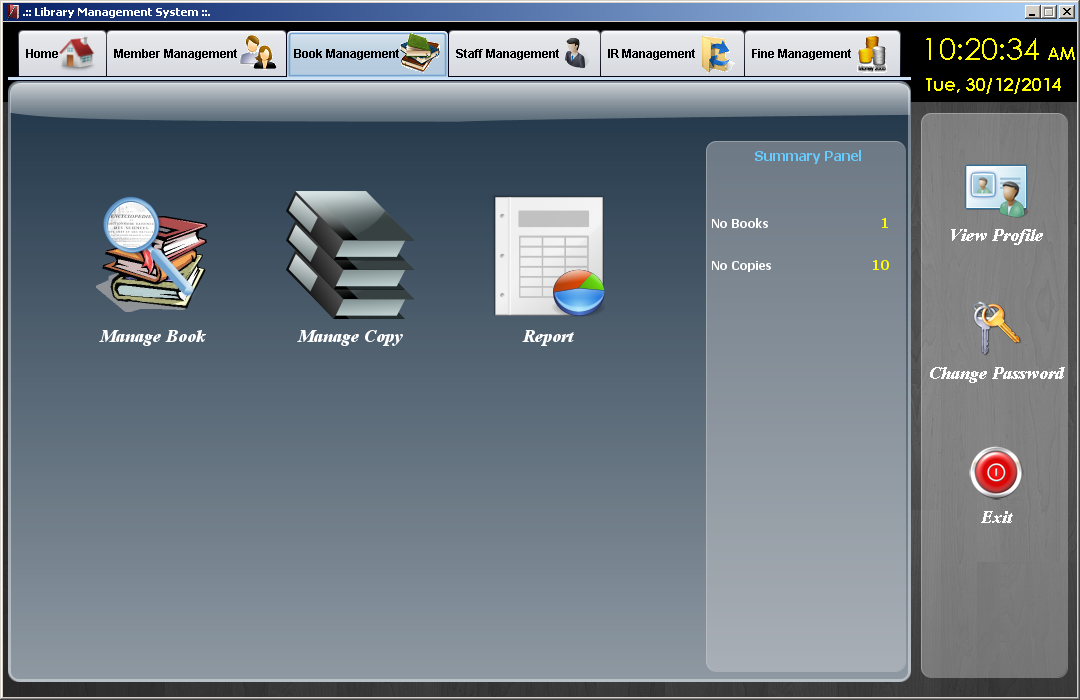 .:: Library Management System ::.
Home
Member Management
Book Management
Staff Management
IR Management
Fine Management
10:20:34 AM
Tue, 30/12/2014
Summary Panel
No Books 1
No Copies 10
Manage Book
Manage Copy
Report
View Profile
Change Password
Exit